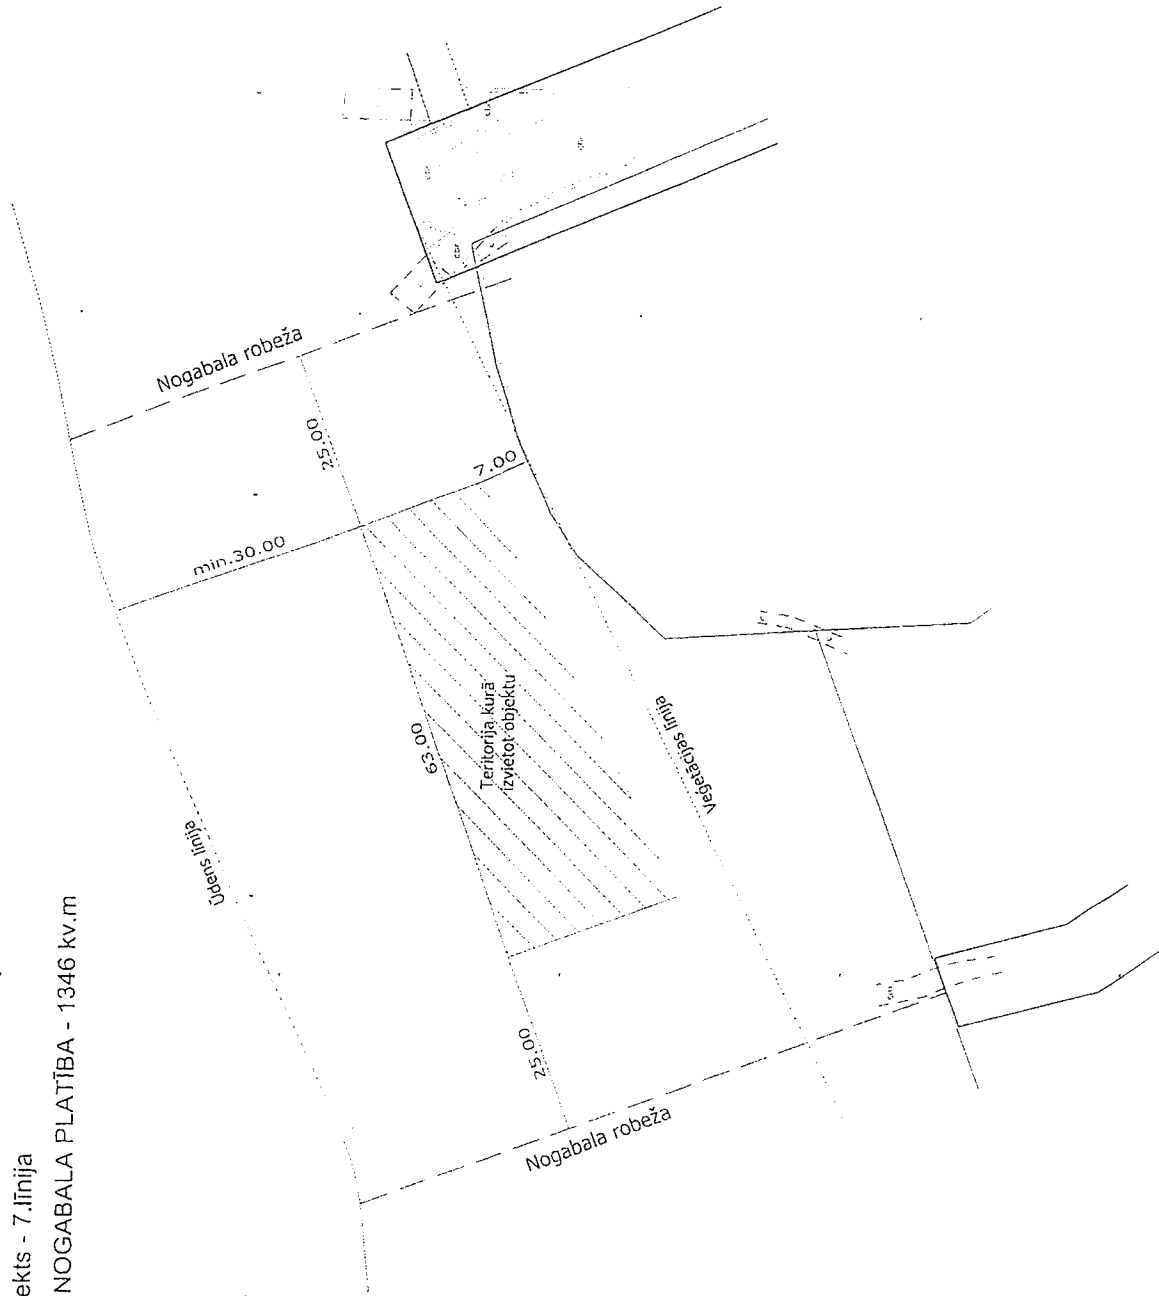 ekts - 7.līnija
NOGABALA PLATĪBA - 1346 kv.m
Nogabala robeža
25.00
7.00
min.30.00
63.00
Teritorija kurā
izvietot objektu
Veģetācijas līnija
Ūdens līnija
25.00
Nogabala robeža